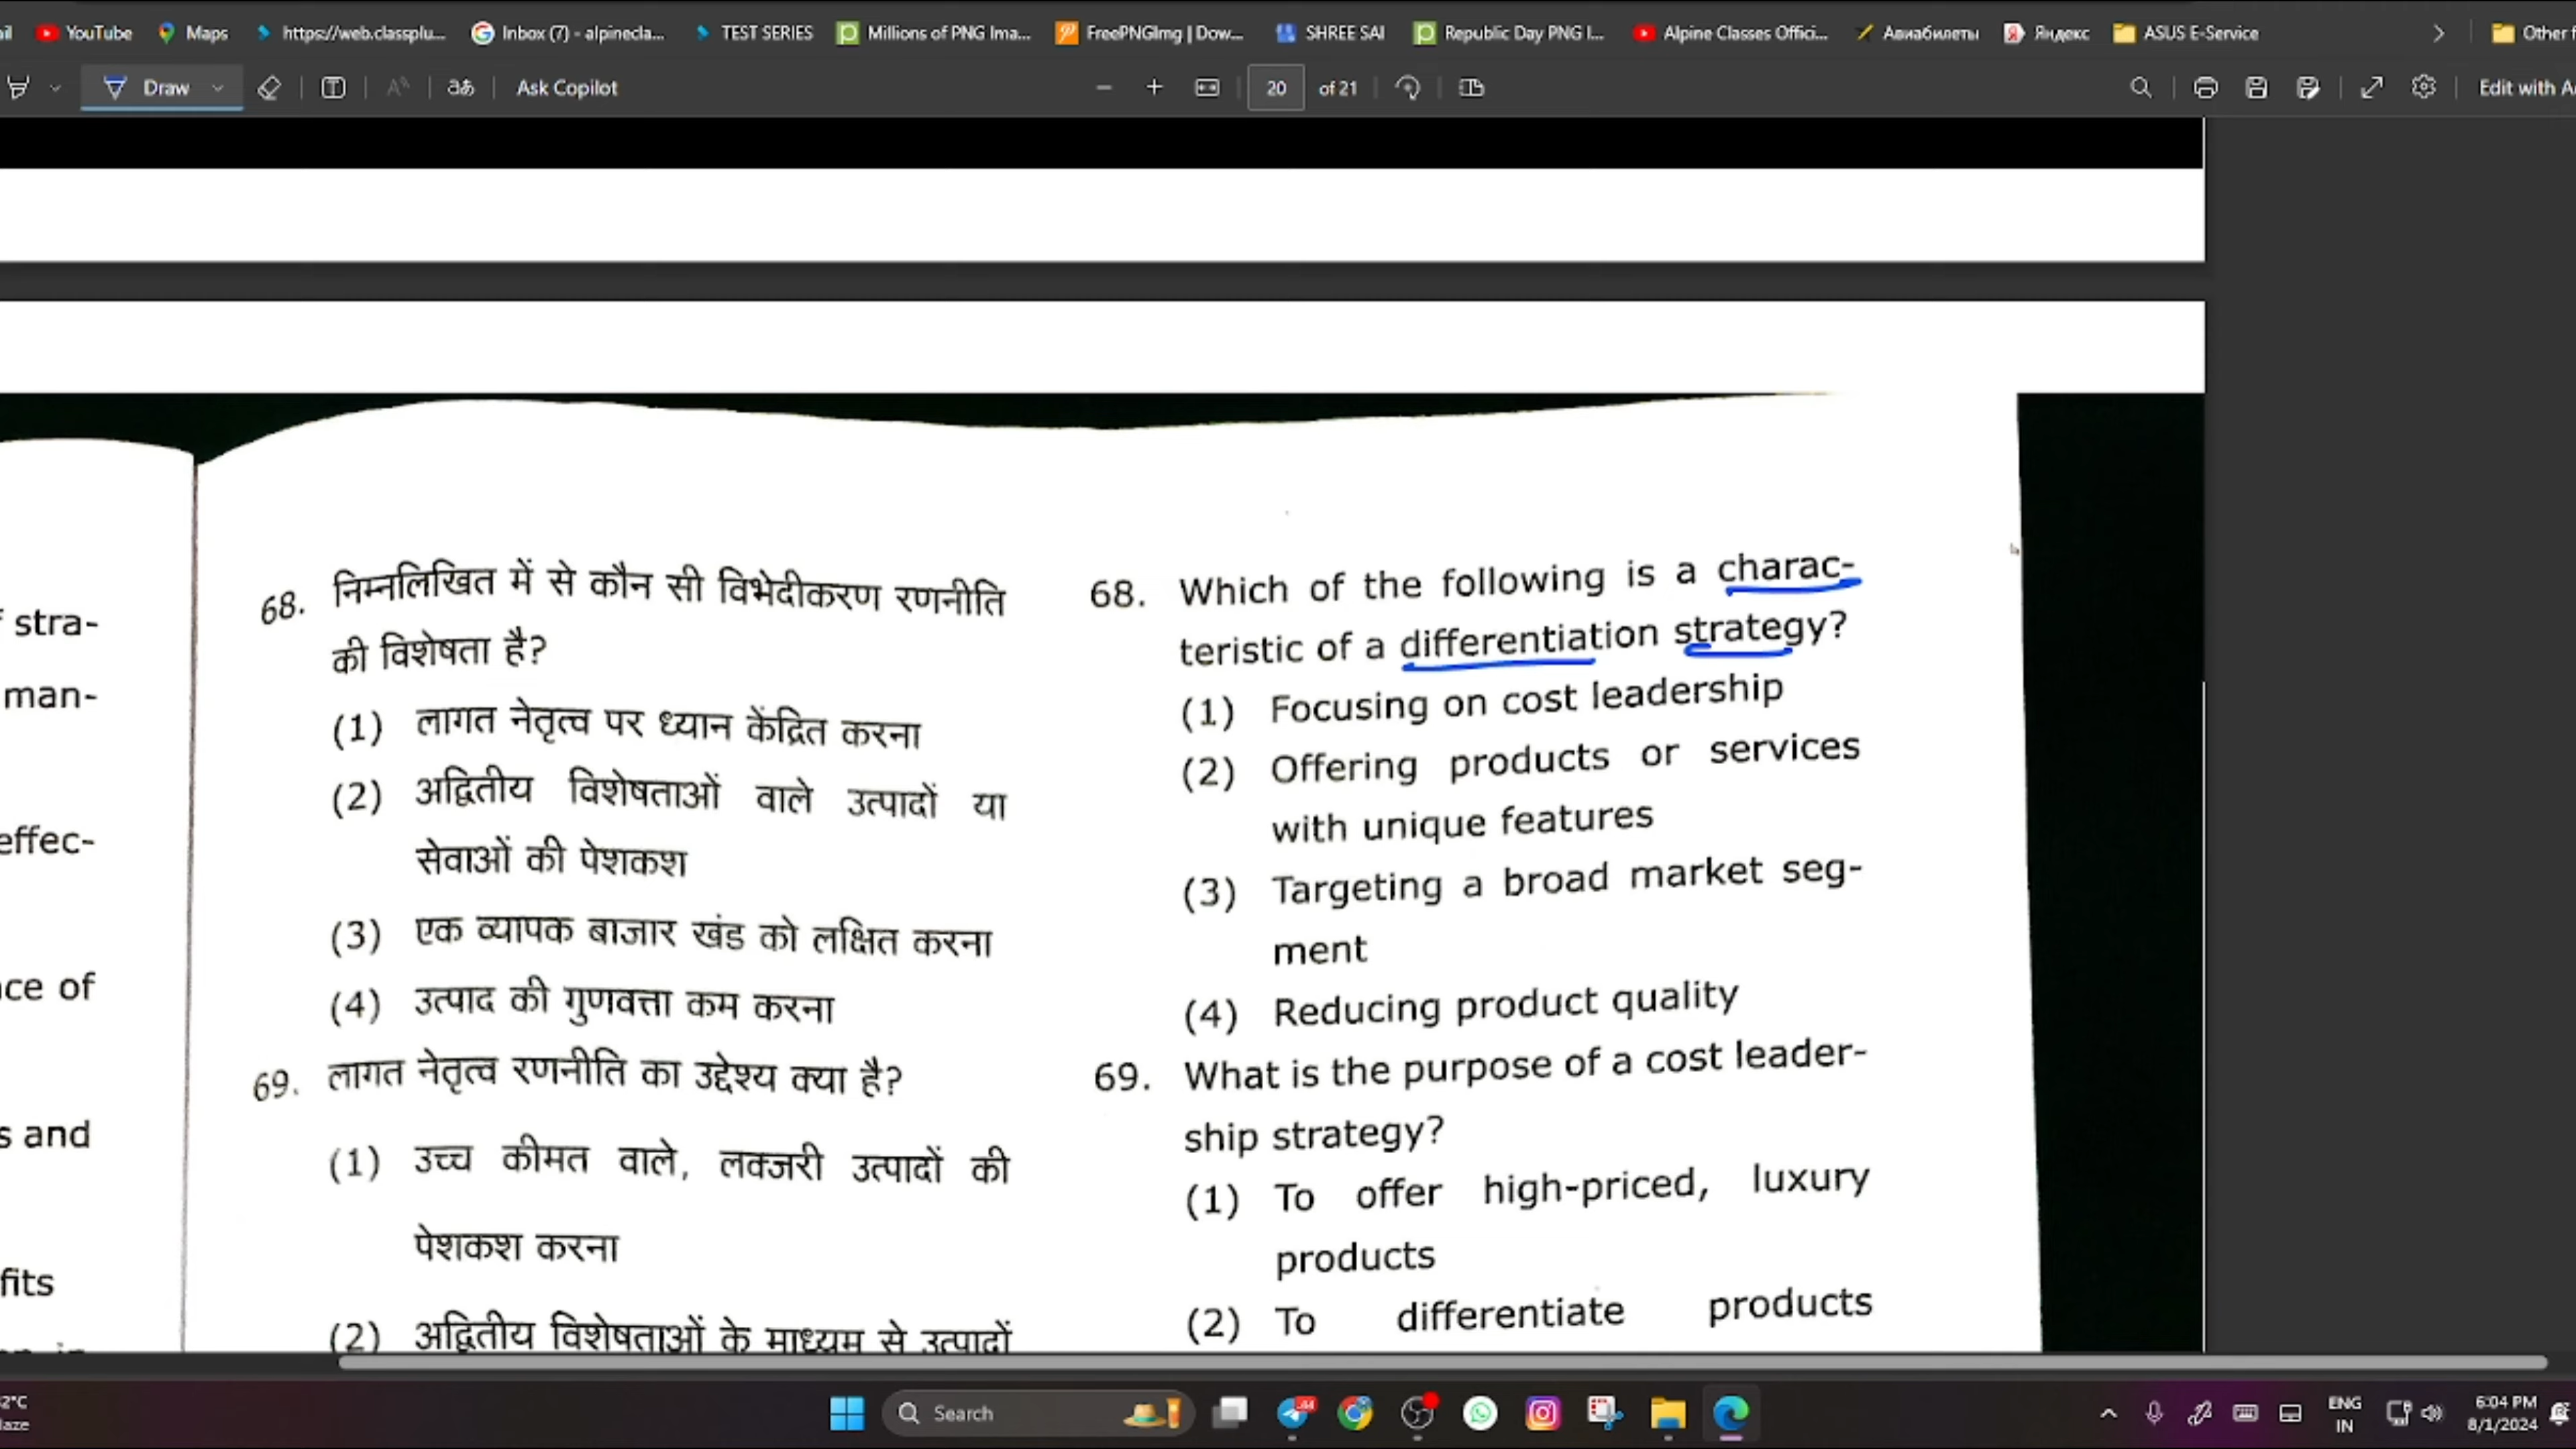 YouTube
Maps
https://web.classplu...
Inbox (7) - alpinecla...
TEST SERIES
Millions of PNG Ima...
FreePNGImg | Dow...
SHREE SAI
Republic Day PNG I...
Alpine Classes Offici...
Авиабилеты
Яндекс
ASUS E-Service
Other f
Draw
Ask Copilot
20 of 21
Edit with A
stra-
man-
effec-
ce of
s and
fits
68. निम्नलिखित में से कौन सी विभेदीकरण रणनीति
की विशेषता है?
(1) लागत नेतृत्व पर ध्यान केंद्रित करना
(2) अद्वितीय विशेषताओं वाले उत्पादों या
सेवाओं की पेशकश
(3) एक व्यापक बाजार खंड को लक्षित करना
(4) उत्पाद की गुणवत्ता कम करना
69. लागत नेतृत्व रणनीति का उद्देश्य क्या है?
(1) उच्च कीमत वाले, लक्जरी उत्पादों की
पेशकश करना
(2) अद्वितीय विशेषताओं के माध्यम से उत्पादों
68. Which of the following is a charac-
teristic of a differentiation strategy?
(1) Focusing on cost leadership
(2) Offering products or services
with unique features
(3) Targeting a broad market seg-
ment
(4) Reducing product quality
69. What is the purpose of a cost leader-
ship strategy?
(1) To offer high-priced, luxury
products
(2) To differentiate products
Search
ENG
IN
6:04 PM
8/1/2024